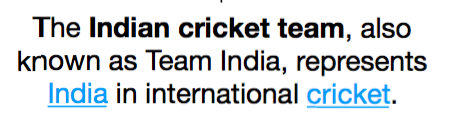 The Indian cricket team, also
known as Team India, represents
India in international cricket.